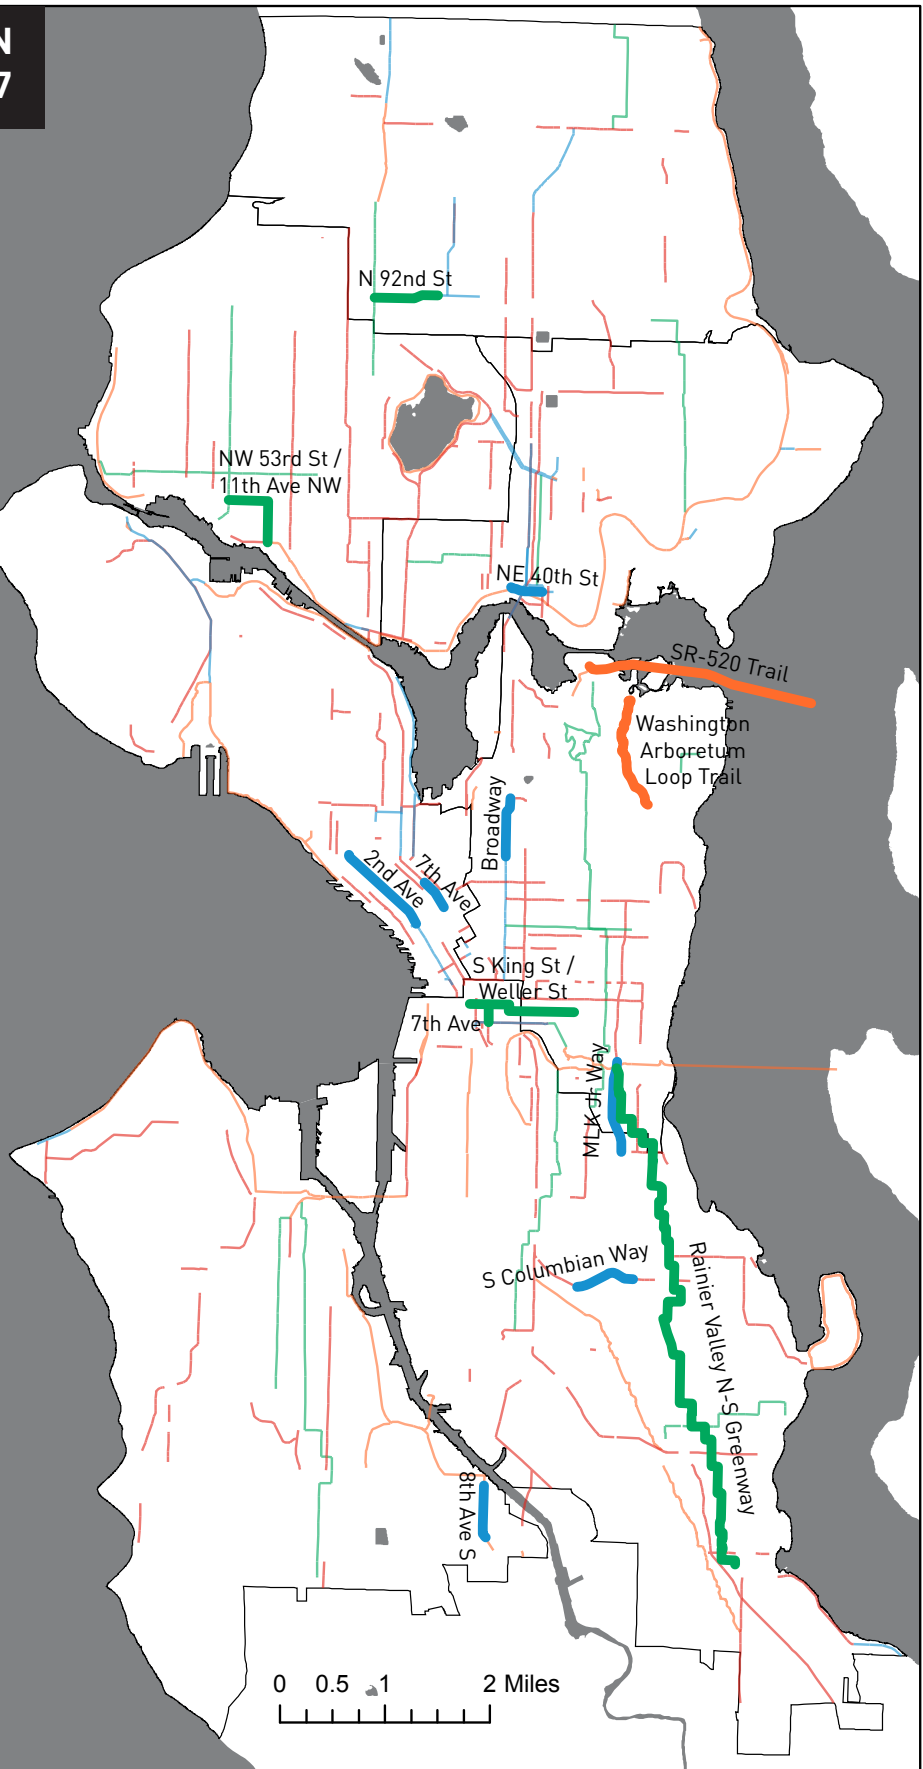 N
7
N 92nd St
NW 53rd St /
11th Ave NW
NE 40th St
SR-520 Trail
Washington
Arboretum
Loop Trail
Broadway
2nd Ave
7th Ave
S King St /
Weller St
7th Ave
MLK Jr Way
S Columbian Way
Rainier Valley N-S Greenway
8th Ave S
0 0.5 1 2 Miles